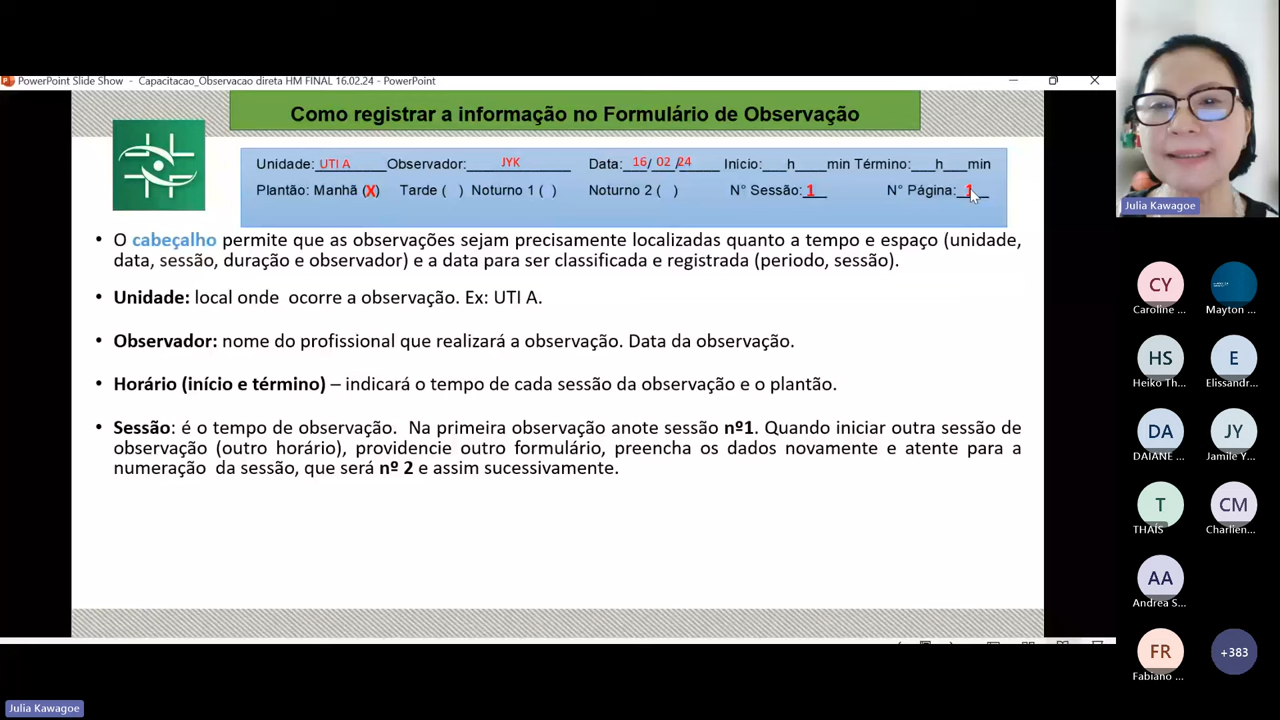 PowerPoint Slide Show - Capacitacao_Observacao direta HM FINAL 16.02.24 - PowerPoint
Como registrar a informação no Formulário de Observação
Unidade: UTI A Observador: JYK Data: 16/ 02 /24 Início:___h____min Término:___h___min
Plantão: Manhã (X) Tarde ( ) Noturno 1 ( ) Noturno 2 ( ) N° Sessão: 1 N° Página: 1
• O cabeçalho permite que as observações sejam precisamente localizadas quanto a tempo e espaço (unidade,
data, sessão, duração e observador) e a data para ser classificada e registrada (periodo, sessão).
• Unidade: local onde ocorre a observação. Ex: UTI A.
• Observador: nome do profissional que realizará a observação. Data da observação.
• Horário (início e término) – indicará o tempo de cada sessão da observação e o plantão.
• Sessão: é o tempo de observação. Na primeira observação anote sessão nº1. Quando iniciar outra sessão de
observação (outro horário), providencie outro formulário, preencha os dados novamente e atente para a
numeração da sessão, que será nº 2 e assim sucessivamente.
Julia Kawagoe
CY
Caroline ...
Mayton ...
HS
Heiko Th...
E
Elissandr...
DA
DAIANE ...
JY
Jamile Y...
T
THAÍS
CM
Charlien...
AA
Andrea S...
FR
Fabiano ...
+383
Julia Kawagoe